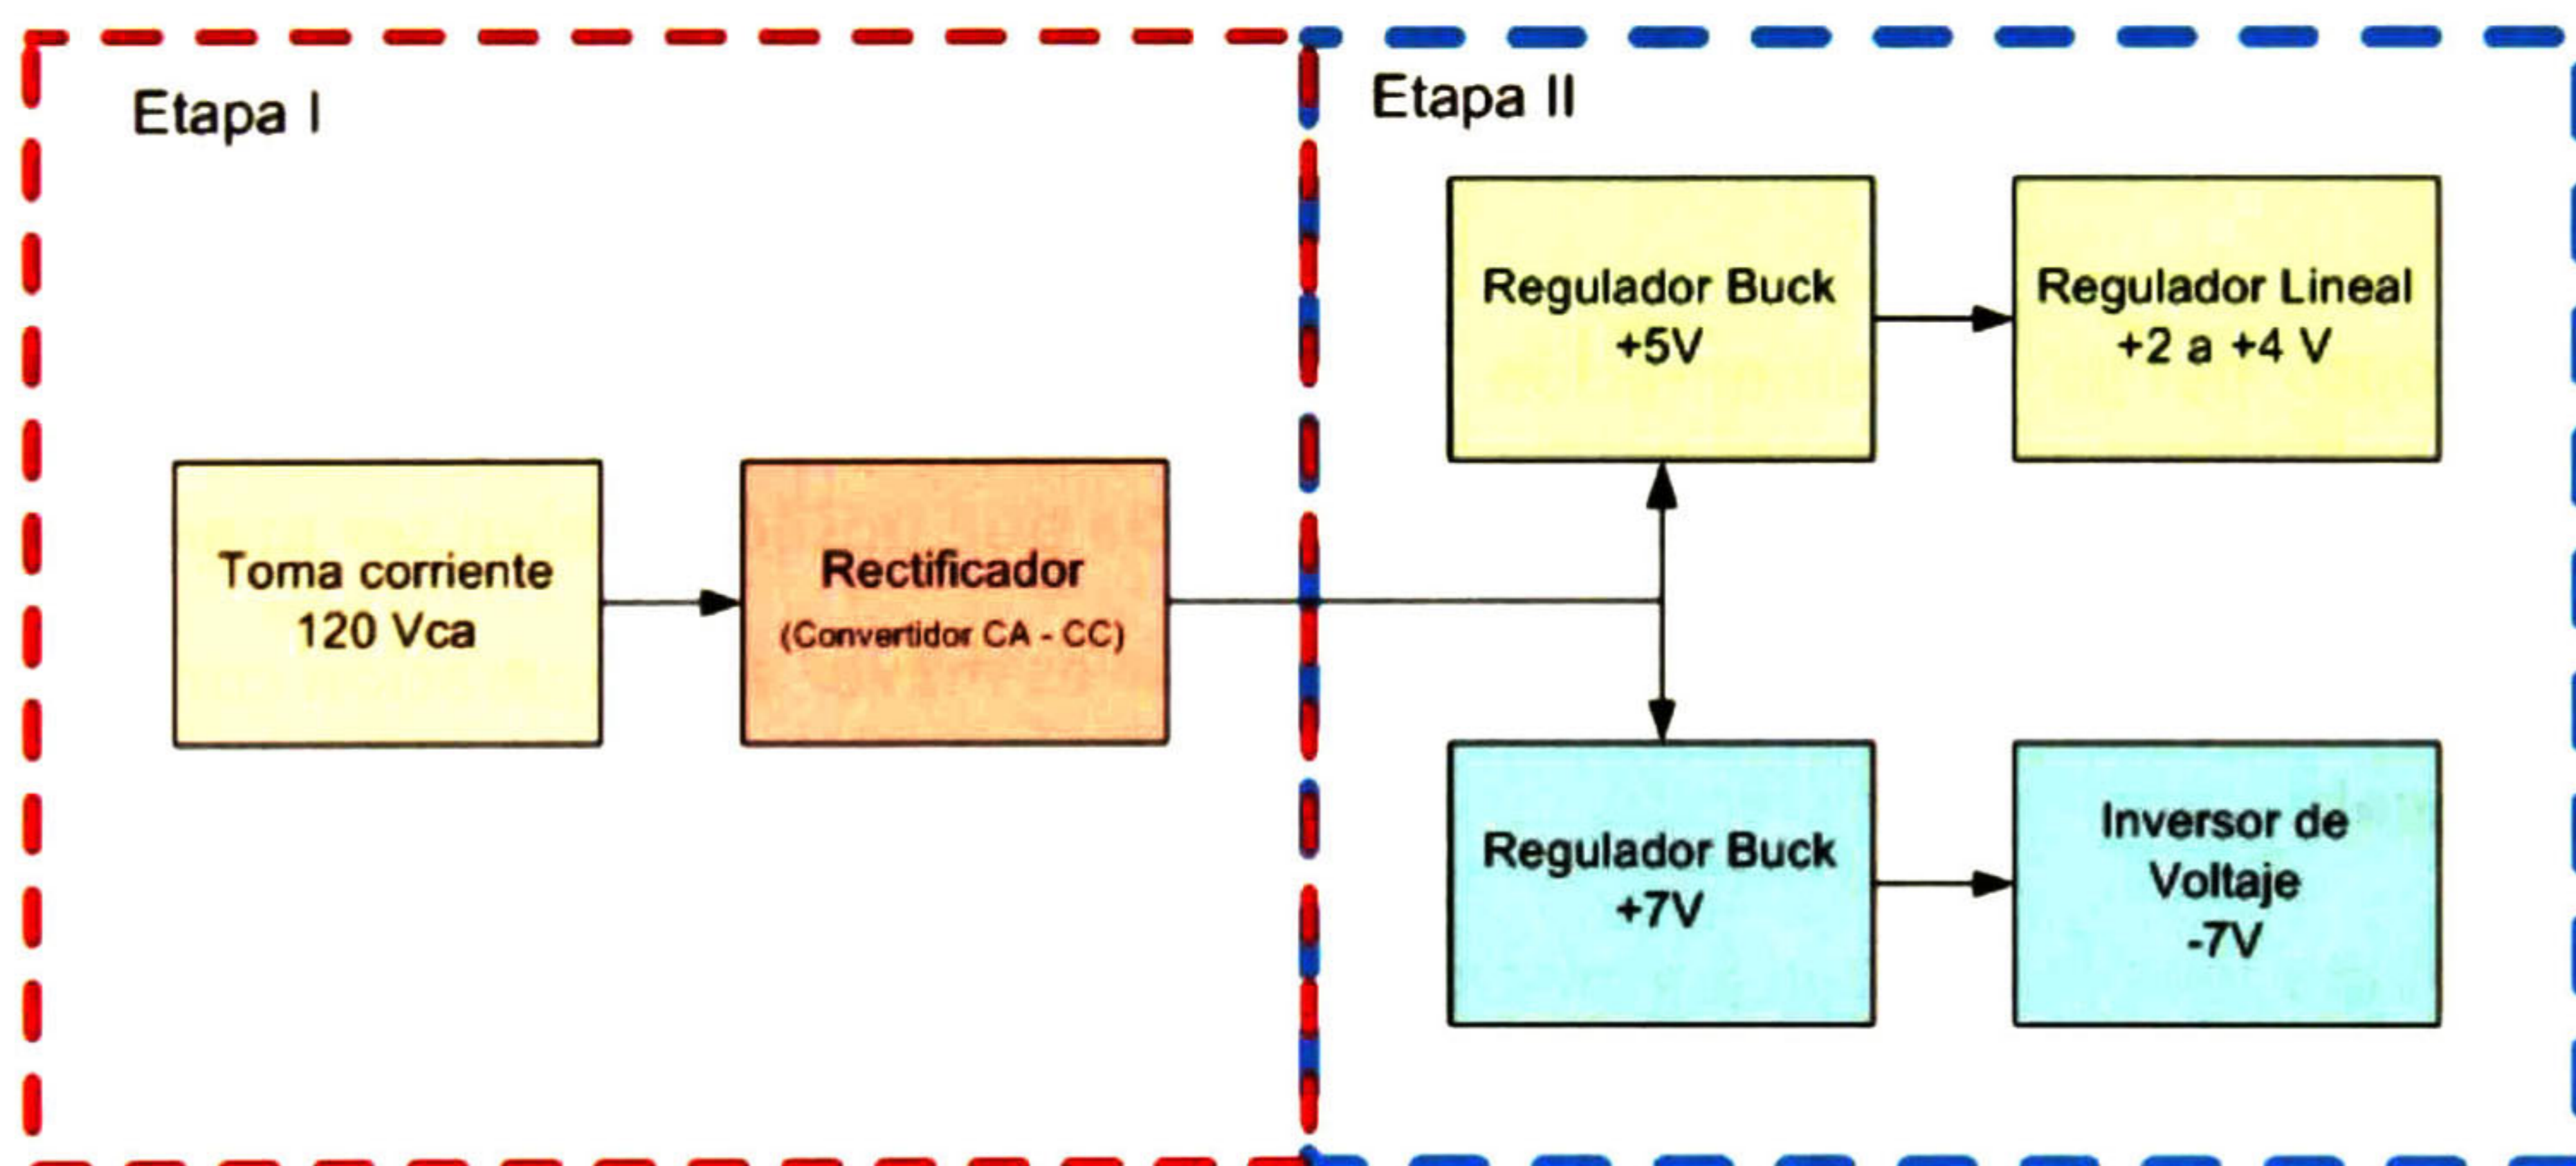 Etapa I
Toma corriente
120 Vca
Rectificador
(Convertidor CA - CC)
Etapa II
Regulador Buck
+5V
Regulador Lineal
+2 a +4 V
Regulador Buck
+7V
Inversor de
Voltaje
-7V